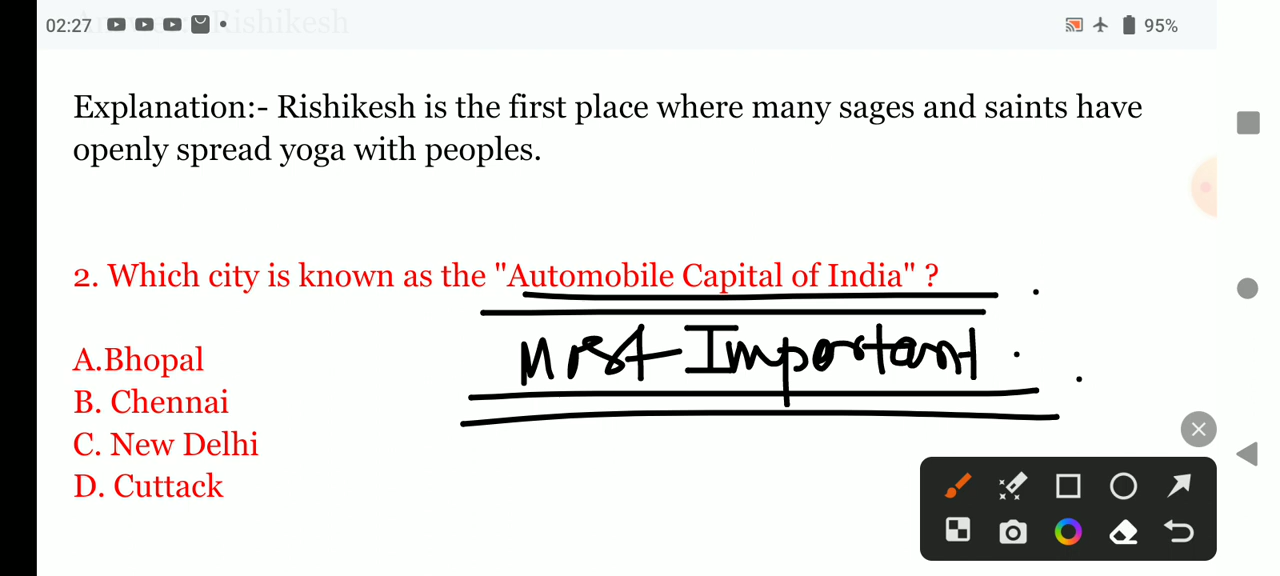 Answer:- Rishikesh
02:27 95%
Explanation:- Rishikesh is the first place where many sages and saints have
openly spread yoga with peoples.
2. Which city is known as the "Automobile Capital of India" ?
Most Important
A.Bhopal
B. Chennai
C. New Delhi
D. Cuttack